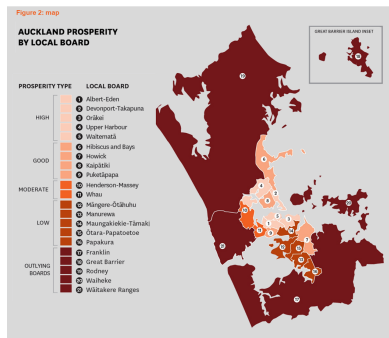 Figure 2: map
AUCKLAND PROSPERITY
BY LOCAL BOARD
GREAT BARRIER ISLAND INSET
PROSPERITY TYPE LOCAL BOARD
HIGH
1 Albert-Eden
2 Devonport-Takapuna
3 Ōrākei
4 Upper Harbour
5 Waitematā
GOOD
6 Hibiscus and Bays
7 Howick
8 Kaipātiki
9 Puketāpapa
MODERATE
10 Henderson-Massey
11 Whau
LOW
12 Māngere-Ōtāhuhu
13 Manurewa
14 Maungakiekie-Tāmaki
15 Ōtara-Papatoetoe
16 Papakura
OUTLYING
BOARDS
17 Franklin
18 Great Barrier
19 Rodney
20 Waiheke
21 Wāitakere Ranges